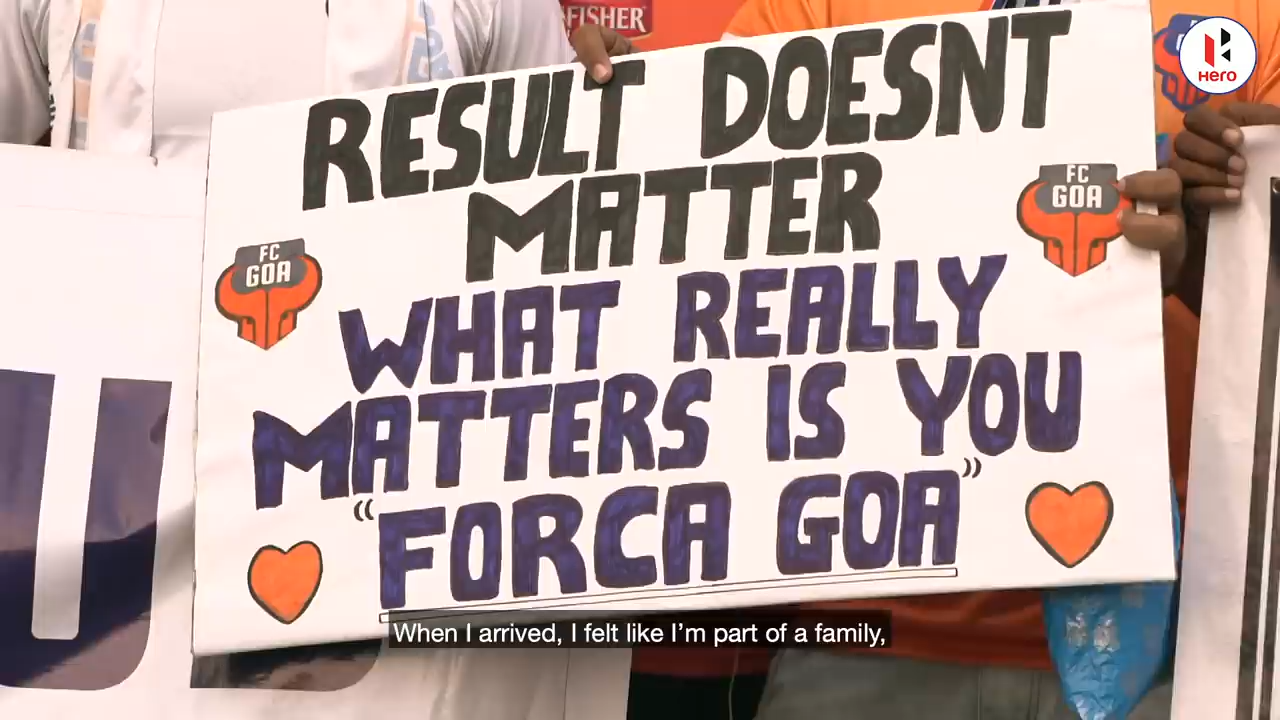 FISHER
Hero
RESULT DOESNT
MATTER
FC
GOA
FC
GOA
WHAT REALLY
MATTERS IS YOU
"FORCA GOA"
When I arrived, I felt like I'm part of a family,